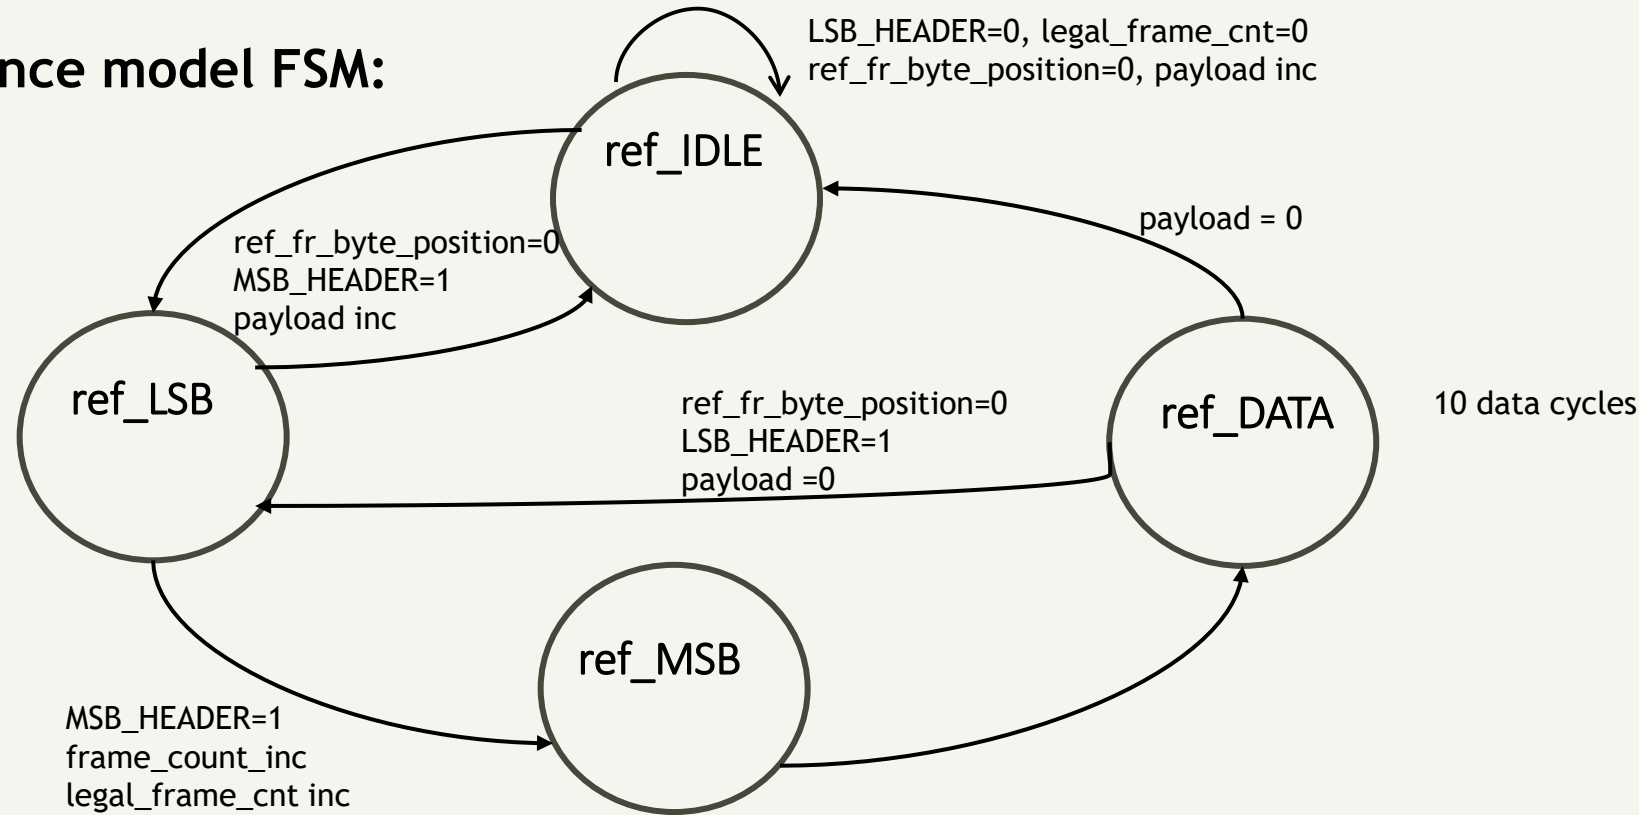 nce model FSM:
LSB_HEADER=0, legal_frame_cnt=0
ref_fr_byte_position=0, payload inc
ref_IDLE
payload = 0
ref_fr_byte_position=0
MSB_HEADER=1
payload inc
ref_LSB
ref_fr_byte_position=0
LSB_HEADER=1
payload =0
ref_DATA
10 data cycles
ref_MSB
MSB_HEADER=1
frame_count_inc
legal_frame_cnt inc